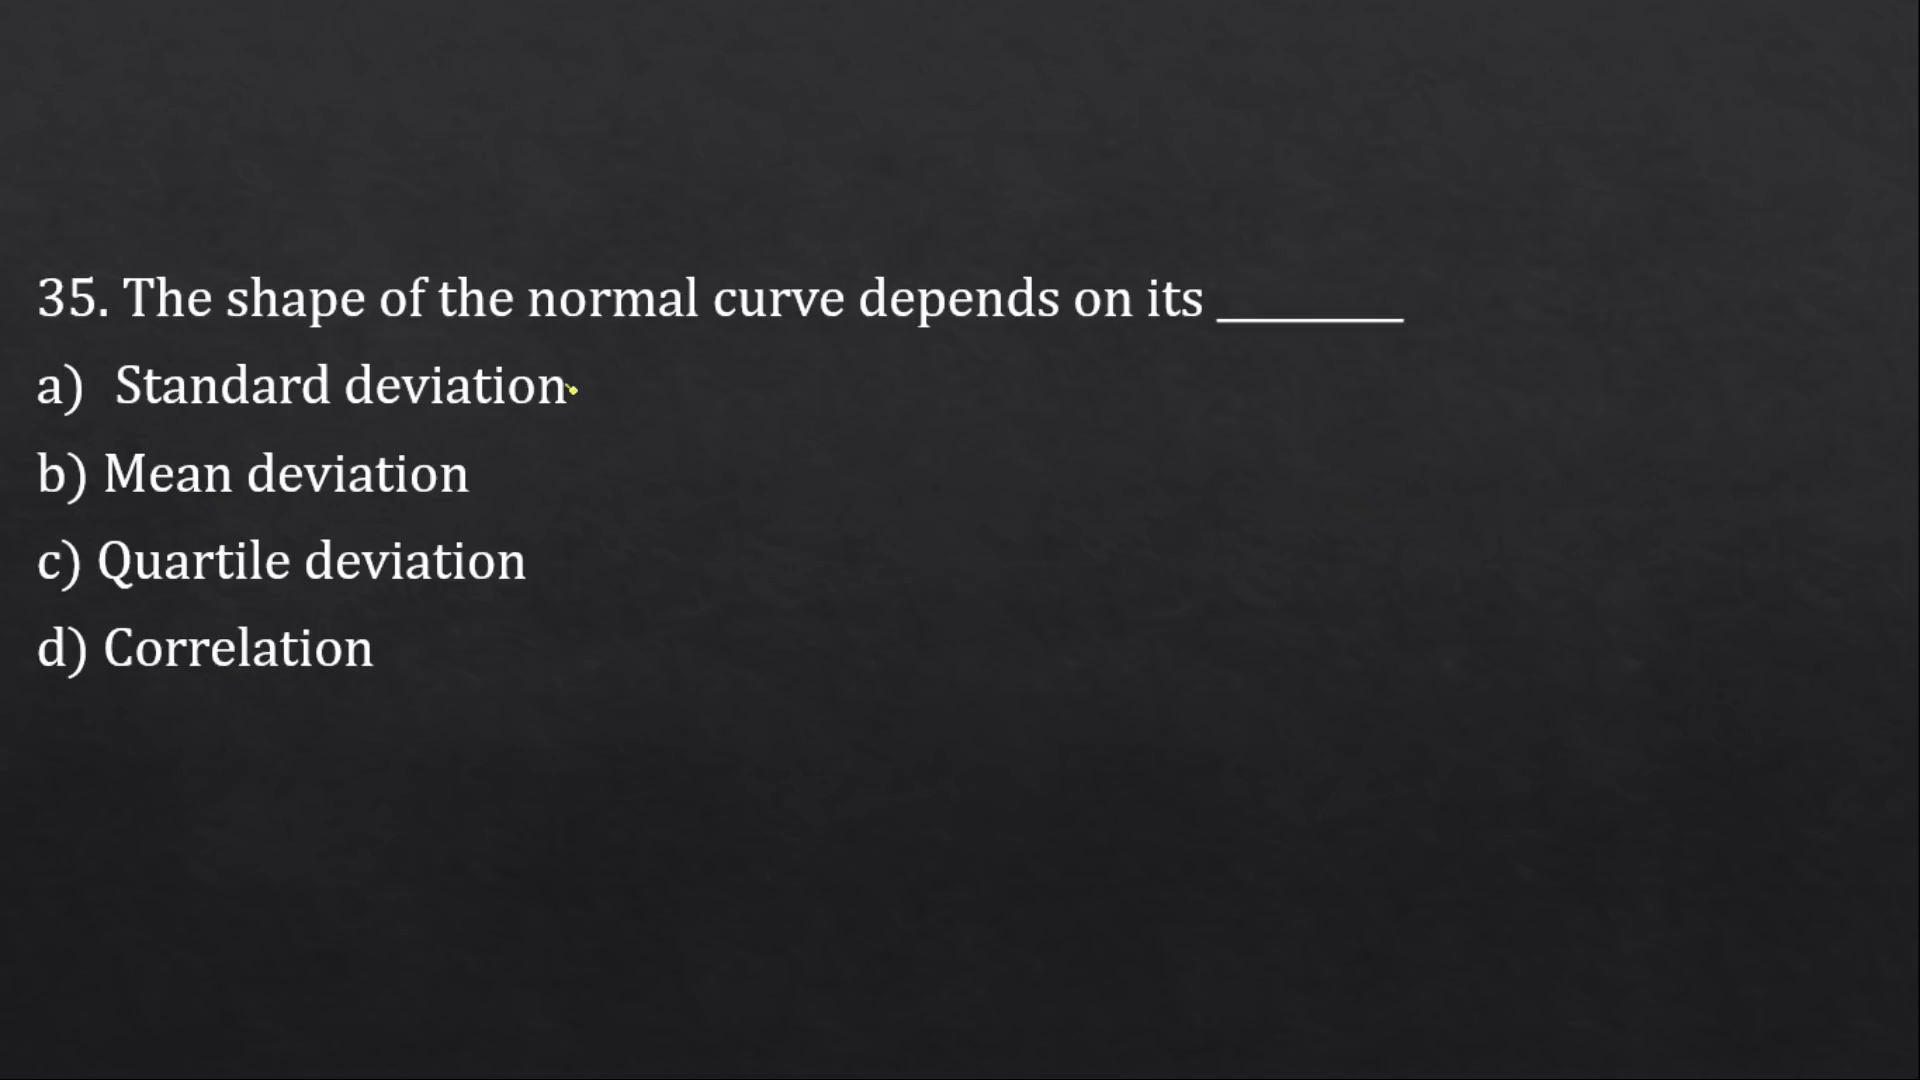 35. The shape of the normal curve depends on its ________
a) Standard deviation
b) Mean deviation
c) Quartile deviation
d) Correlation